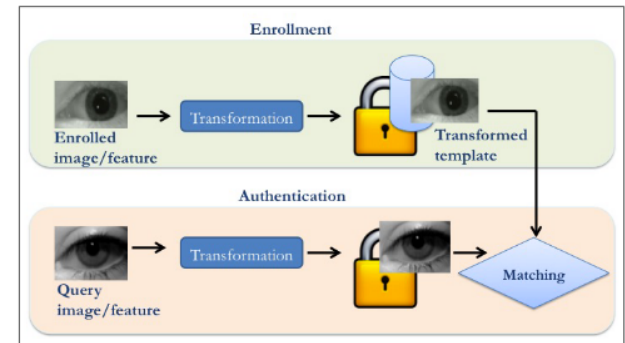 Enrollment
Transformation
Enrolled
image/feature
Transformed
template
Authentication
Transformation
Matching
Query
image/feature